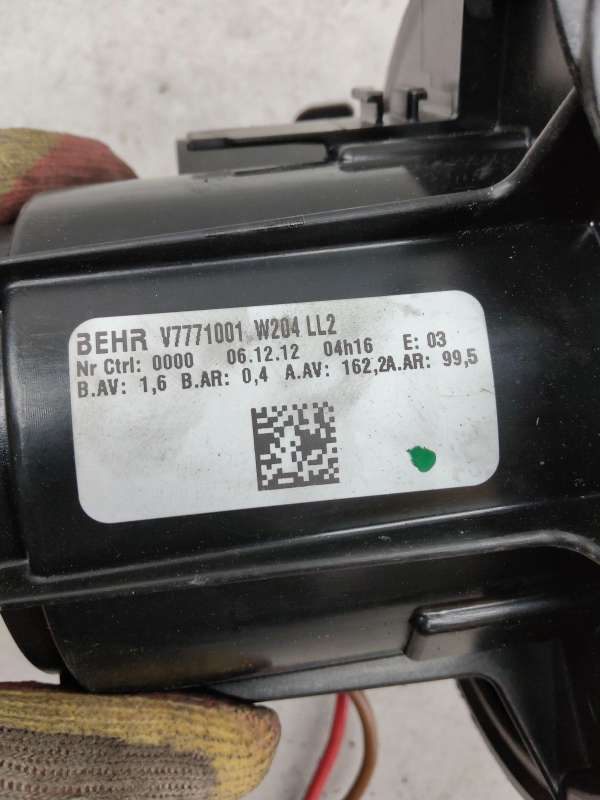 BEHR V7771001 W204 LL2
Nr Ctrl: 0000 06.12.12 04h16 E: 03
B.AV: 1,6 B.AR: 0,4 A.AV: 162,2A.AR: 99,5